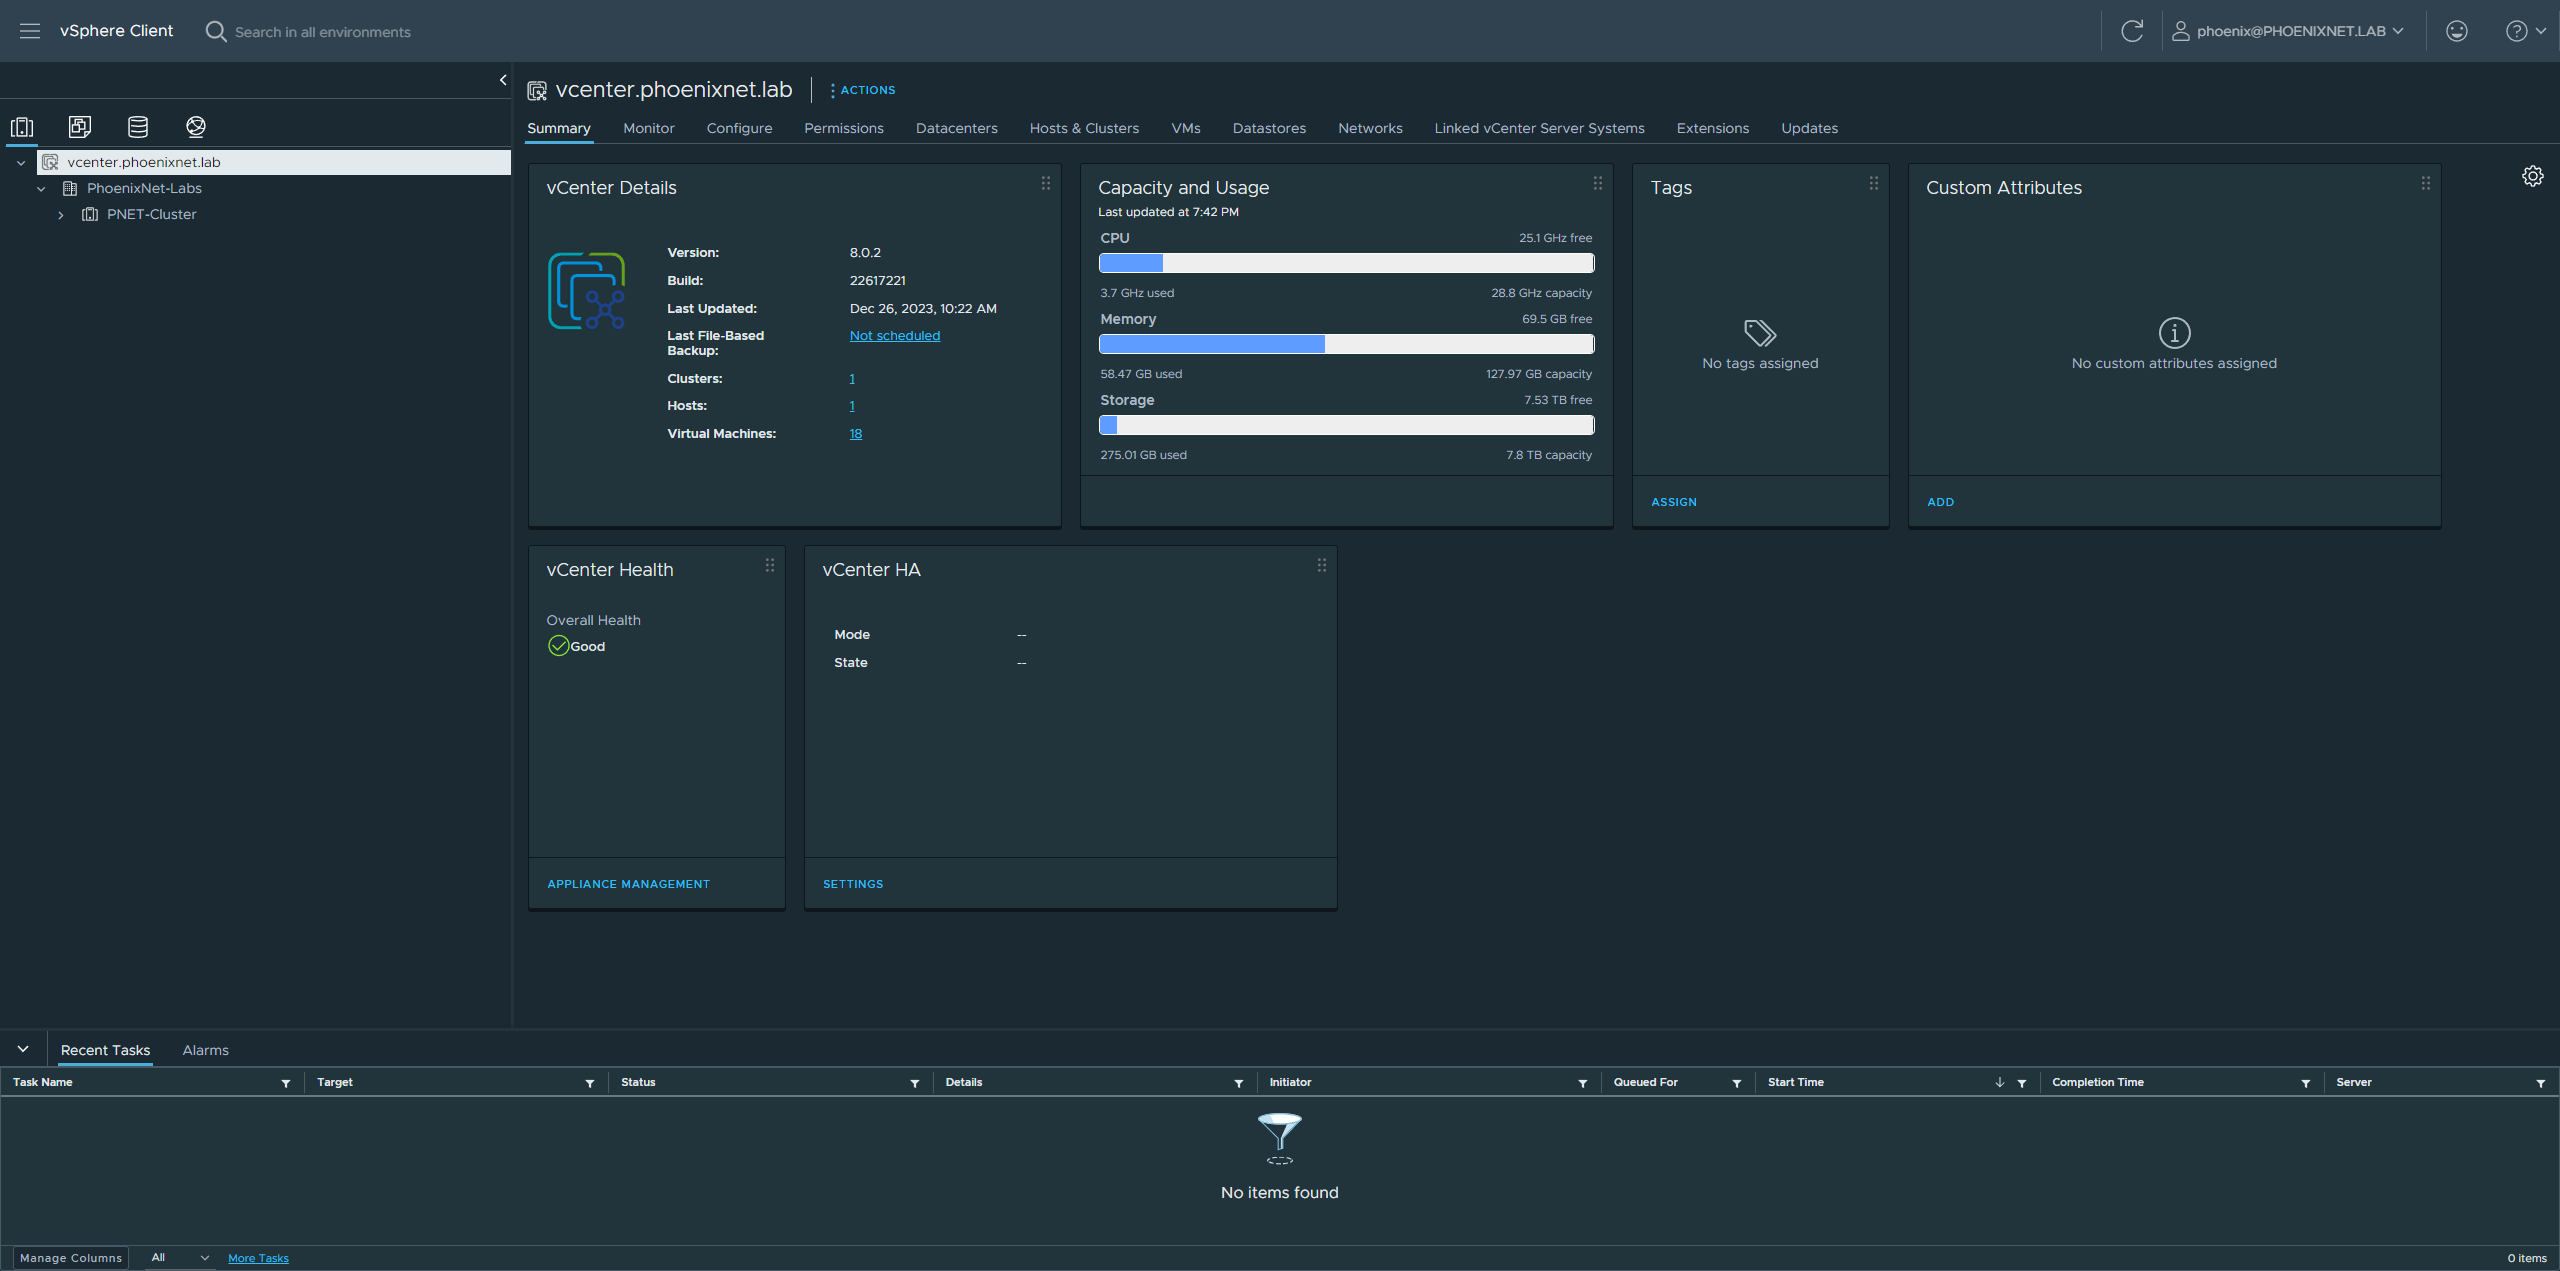 vSphere Client
Search in all environments
phoenix@PHOENIXNET.LAB
vcenter.phoenixnet.lab
PhoenixNet-Labs
PNET-Cluster
vcenter.phoenixnet.lab
ACTIONS
Summary Monitor Configure Permissions Datacenters Hosts & Clusters VMs Datastores Networks Linked vCenter Server Systems Extensions Updates
vCenter Details
Version: 8.0.2
Build: 22617221
Last Updated: Dec 26, 2023, 10:22 AM
Last File-Based Not scheduled
Backup:
Clusters: 1
Hosts: 1
Virtual Machines: 18
Capacity and Usage
Last updated at 7:42 PM
CPU 25.1 GHz free
3.7 GHz used 28.8 GHz capacity
Memory 69.5 GB free
58.47 GB used 127.97 GB capacity
Storage 7.53 TB free
275.01 GB used 7.8 TB capacity
Tags
No tags assigned
ASSIGN
Custom Attributes
No custom attributes assigned
ADD
vCenter Health
Overall Health
Good
APPLIANCE MANAGEMENT
vCenter HA
Mode --
State --
SETTINGS
Recent Tasks Alarms
Task Name Target Status Details Initiator Queued For Start Time Completion Time Server
No items found
Manage Columns All More Tasks 0 items